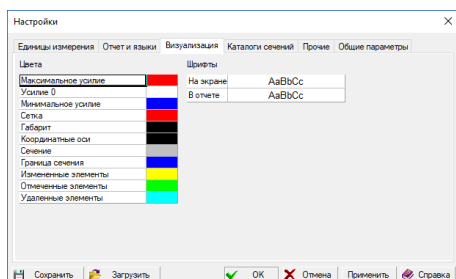 Настройки
Единицы измерения Отчет и языки Визуализация Каталоги сечений Прочие Общие параметры
Цвета Шрифты
Максимальное усилие На экране AaBbCc
Усилие 0 В отчете AaBbCc
Минимальное усилие
Сетка
Габарит
Координатные оси
Сечение
Граница сечения
Измененные элементы
Отмеченные элементы
Удаленные элементы
Сохранить Загрузить OK Отмена Применить Справка